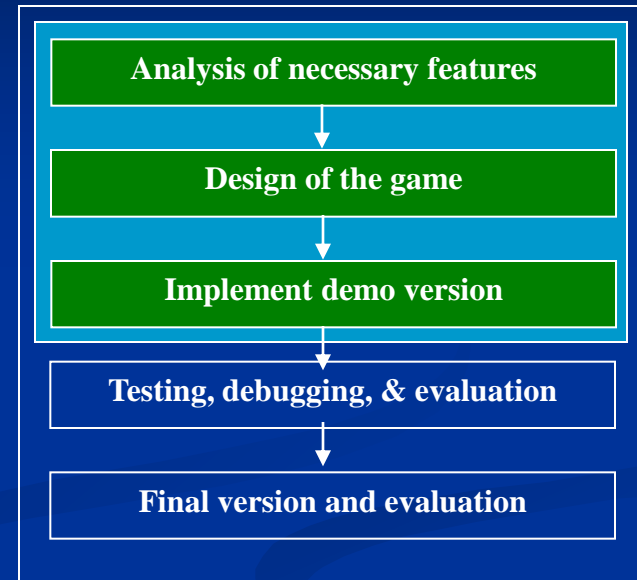 Analysis of necessary features
Design of the game
Implement demo version
Testing, debugging, & evaluation
Final version and evaluation